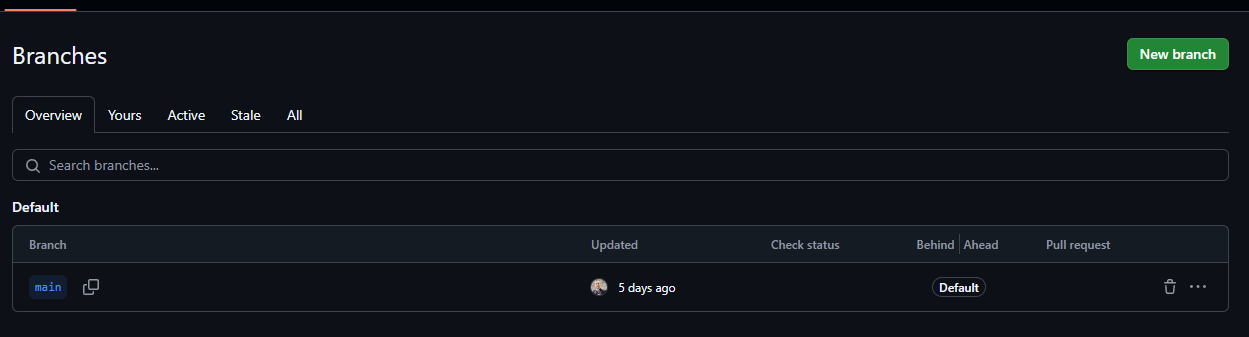 Branches
New branch
Overview Yours Active Stale All
Search branches...
Default
Branch Updated Check status Behind Ahead Pull request
main 5 days ago Default